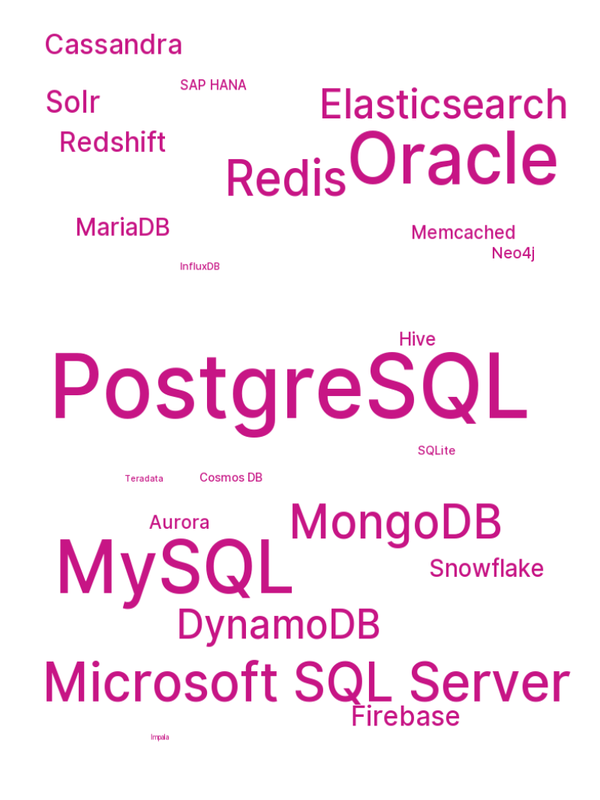 Cassandra
SAP HANA
Solr
Elasticsearch
Redshift
Oracle
Redis
MariaDB
Memcached
Neo4j
InfluxDB
Hive
PostgreSQL
SQLite
Teradata
Cosmos DB
Aurora
MongoDB
MySQL
Snowflake
DynamoDB
Microsoft SQL Server
Firebase
Impala